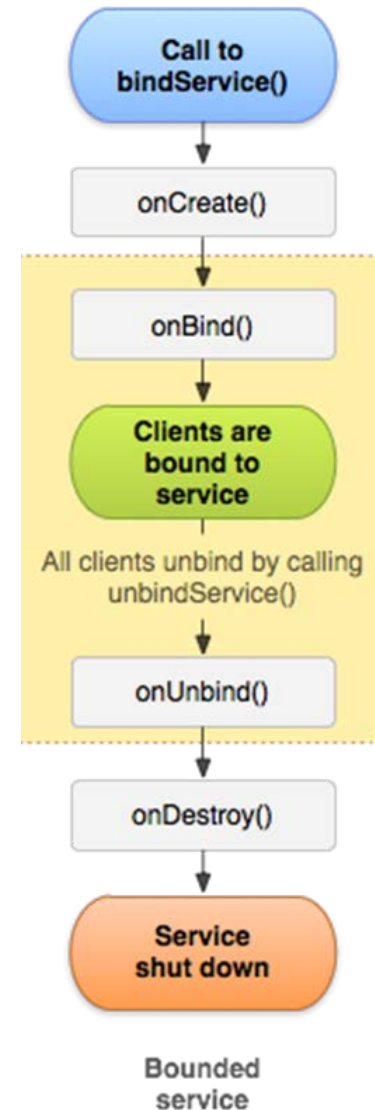 Call to
bindService()
onCreate()
onBind()
Clients are
bound to
service
All clients unbind by calling
unbindService()
onUnbind()
onDestroy()
Service
shut down
Bounded
service